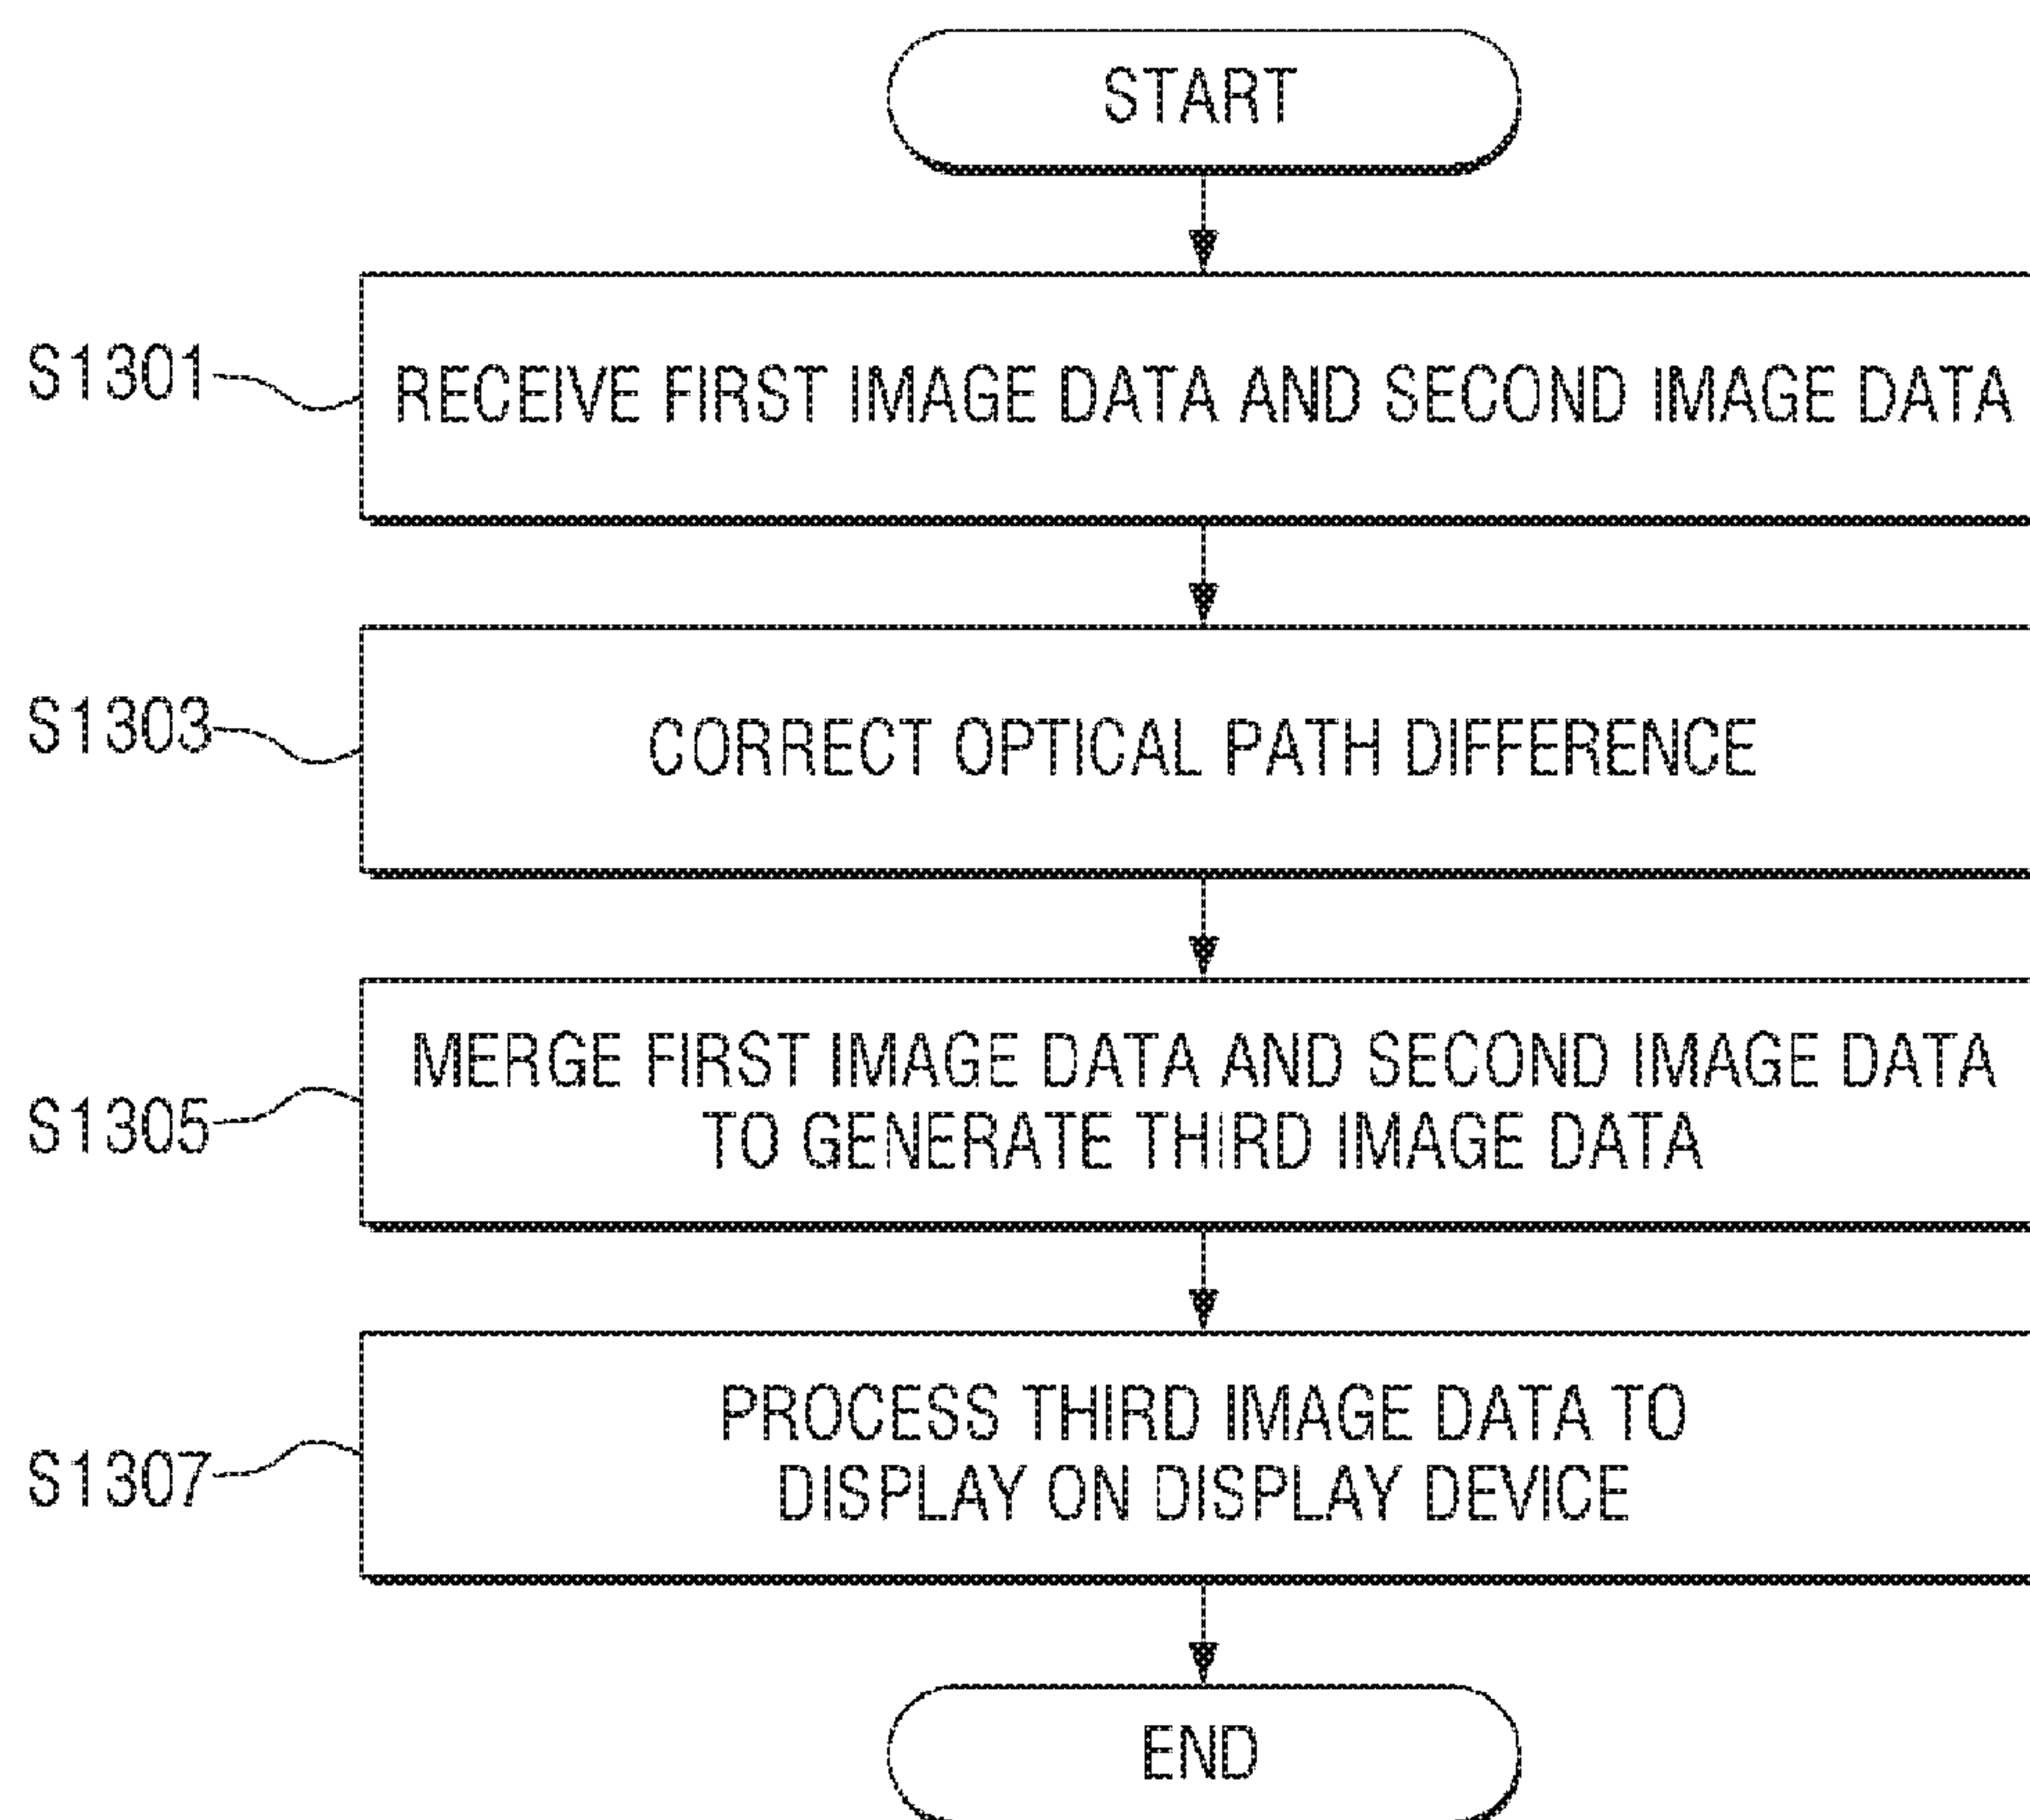 START
S1301
RECEIVE FIRST IMAGE DATA AND SECOND IMAGE DATA
S1303
CORRECT OPTICAL PATH DIFFERENCE
S1305
MERGE FIRST IMAGE DATA AND SECOND IMAGE DATA
TO GENERATE THIRD IMAGE DATA
S1307
PROCESS THIRD IMAGE DATA TO
DISPLAY ON DISPLAY DEVICE
END